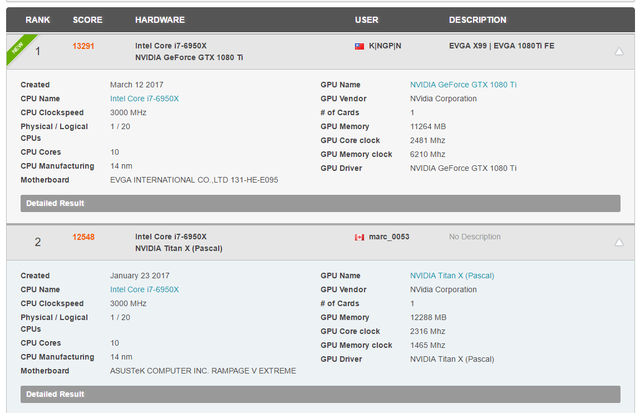 RANK SCORE HARDWARE USER DESCRIPTION
NEW
1 13291 Intel Core i7-6950X K|NGP|N EVGA X99 | EVGA 1080Ti FE
NVIDIA GeForce GTX 1080 Ti
Created March 12 2017 GPU Name NVIDIA GeForce GTX 1080 Ti
CPU Name Intel Core i7-6950X GPU Vendor NVidia Corporation
CPU Clockspeed 3000 MHz # of Cards 1
Physical / Logical CPUs 1 / 20 GPU Memory 11264 MB
GPU Core clock 2481 Mhz
CPU Cores 10 GPU Memory clock 6210 Mhz
CPU Manufacturing 14 nm GPU Driver NVIDIA GeForce GTX 1080 Ti
Motherboard EVGA INTERNATIONAL CO.,LTD 131-HE-E095
Detailed Result
2 12548 Intel Core i7-6950X marc_0053 No Description
NVIDIA Titan X (Pascal)
Created January 23 2017 GPU Name NVIDIA Titan X (Pascal)
CPU Name Intel Core i7-6950X GPU Vendor NVidia Corporation
CPU Clockspeed 3000 MHz # of Cards 1
Physical / Logical CPUs 1 / 20 GPU Memory 12288 MB
GPU Core clock 2316 Mhz
CPU Cores 10 GPU Memory clock 1465 Mhz
CPU Manufacturing 14 nm GPU Driver NVIDIA Titan X (Pascal)
Motherboard ASUSTeK COMPUTER INC. RAMPAGE V EXTREME
Detailed Result